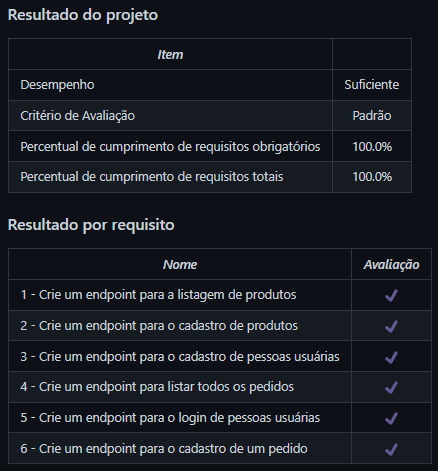 Resultado do projeto
Item
Desempenho Suficiente
Critério de Avaliação Padrão
Percentual de cumprimento de requisitos obrigatórios 100.0%
Percentual de cumprimento de requisitos totais 100.0%
Resultado por requisito
Nome Avaliação
1 - Crie um endpoint para a listagem de produtos ✔
2 - Crie um endpoint para o cadastro de produtos ✔
3 - Crie um endpoint para o cadastro de pessoas usuárias ✔
4 - Crie um endpoint para listar todos os pedidos ✔
5 - Crie um endpoint para o login de pessoas usuárias ✔
6 - Crie um endpoint para o cadastro de um pedido ✔